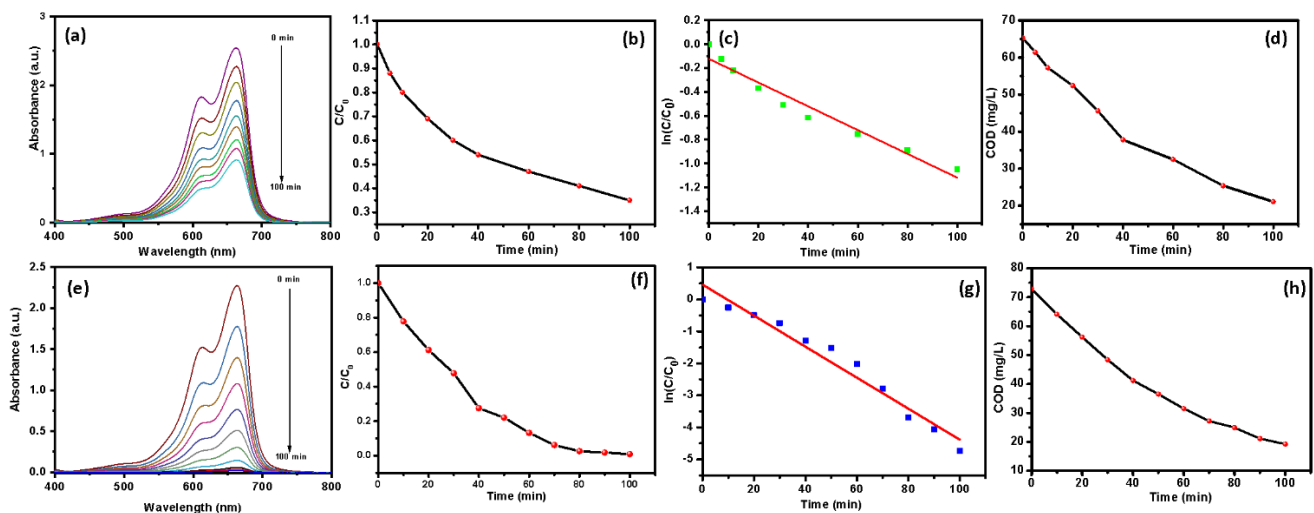 (a)
0 min
100 min
Absorbance (a.u.)
3
2
1
0
400 500 600 700 800
Wavelength (nm)
(b)
C/C0
1.0
0.9
0.8
0.7
0.6
0.5
0.4
0.3
0 20 40 60 80 100
Time (min)
(c)
ln(C/C0)
0.2
0.0
-0.2
-0.4
-0.6
-0.8
-1.0
-1.2
-1.4
0 20 40 60 80 100
Time (min)
(d)
COD (mg/L)
70
60
50
40
30
20
0 20 40 60 80 100
Time (min)
(e)
0 min
100 min
Absorbance (a.u.)
2.5
2.0
1.5
1.0
0.5
0.0
400 500 600 700 800
Wavelength (nm)
(f)
C/C0
1.0
0.8
0.6
0.4
0.2
0.0
0 20 40 60 80 100
Time (min)
(g)
ln(C/C0)
1
0
-1
-2
-3
-4
-5
0 20 40 60 80 100
Time (min)
(h)
COD (mg/L)
80
70
60
50
40
30
20
10
0 20 40 60 80 100
Time (min)